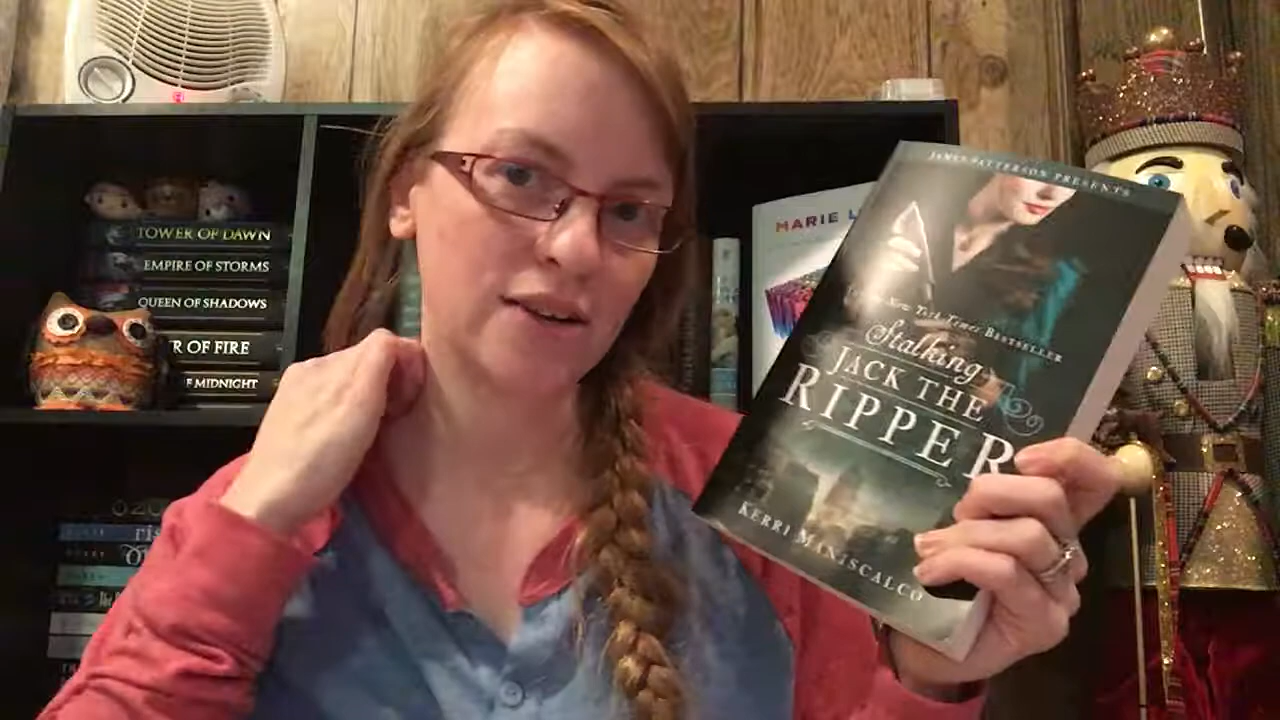 TOWER OF DAWN
EMPIRE OF STORMS
QUEEN OF SHADOWS
R OF FIRE
F MIDNIGHT
MARIE L
JAMES PATTERSON PRESENTS
New York Times BESTSELLER
Stalking
JACK THE
RIPPER
KERRI MANISCALCO